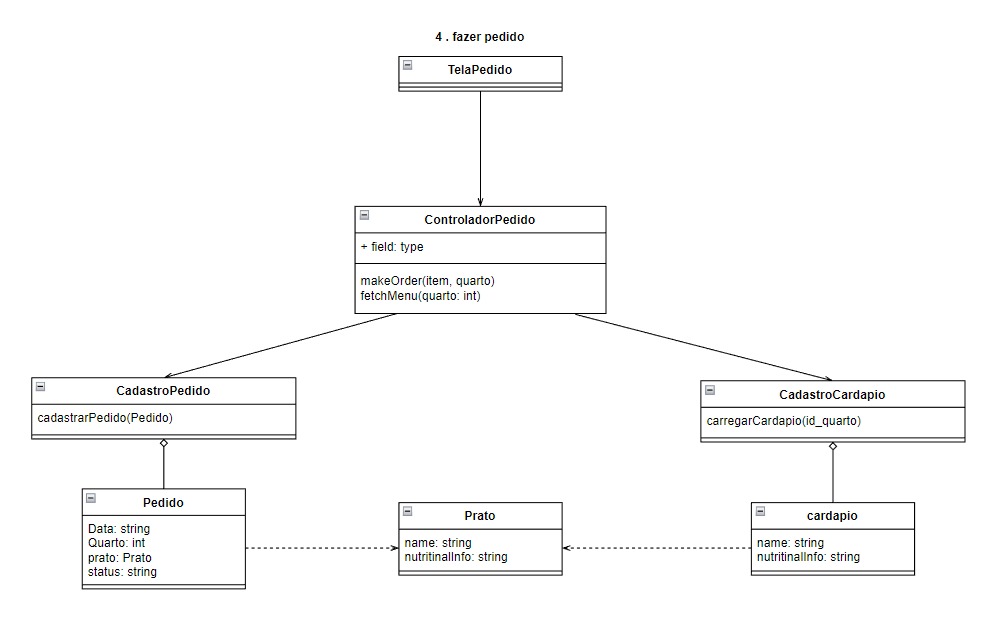 4 . fazer pedido
TelaPedido
ControladorPedido
+ field: type
makeOrder(item, quarto)
fetchMenu(quarto: int)
CadastroPedido
cadastrarPedido(Pedido)
CadastroCardapio
carregarCardapio(id_quarto)
Pedido
Data: string
Quarto: int
prato: Prato
status: string
Prato
name: string
nutritinalInfo: string
cardapio
name: string
nutritinalInfo: string